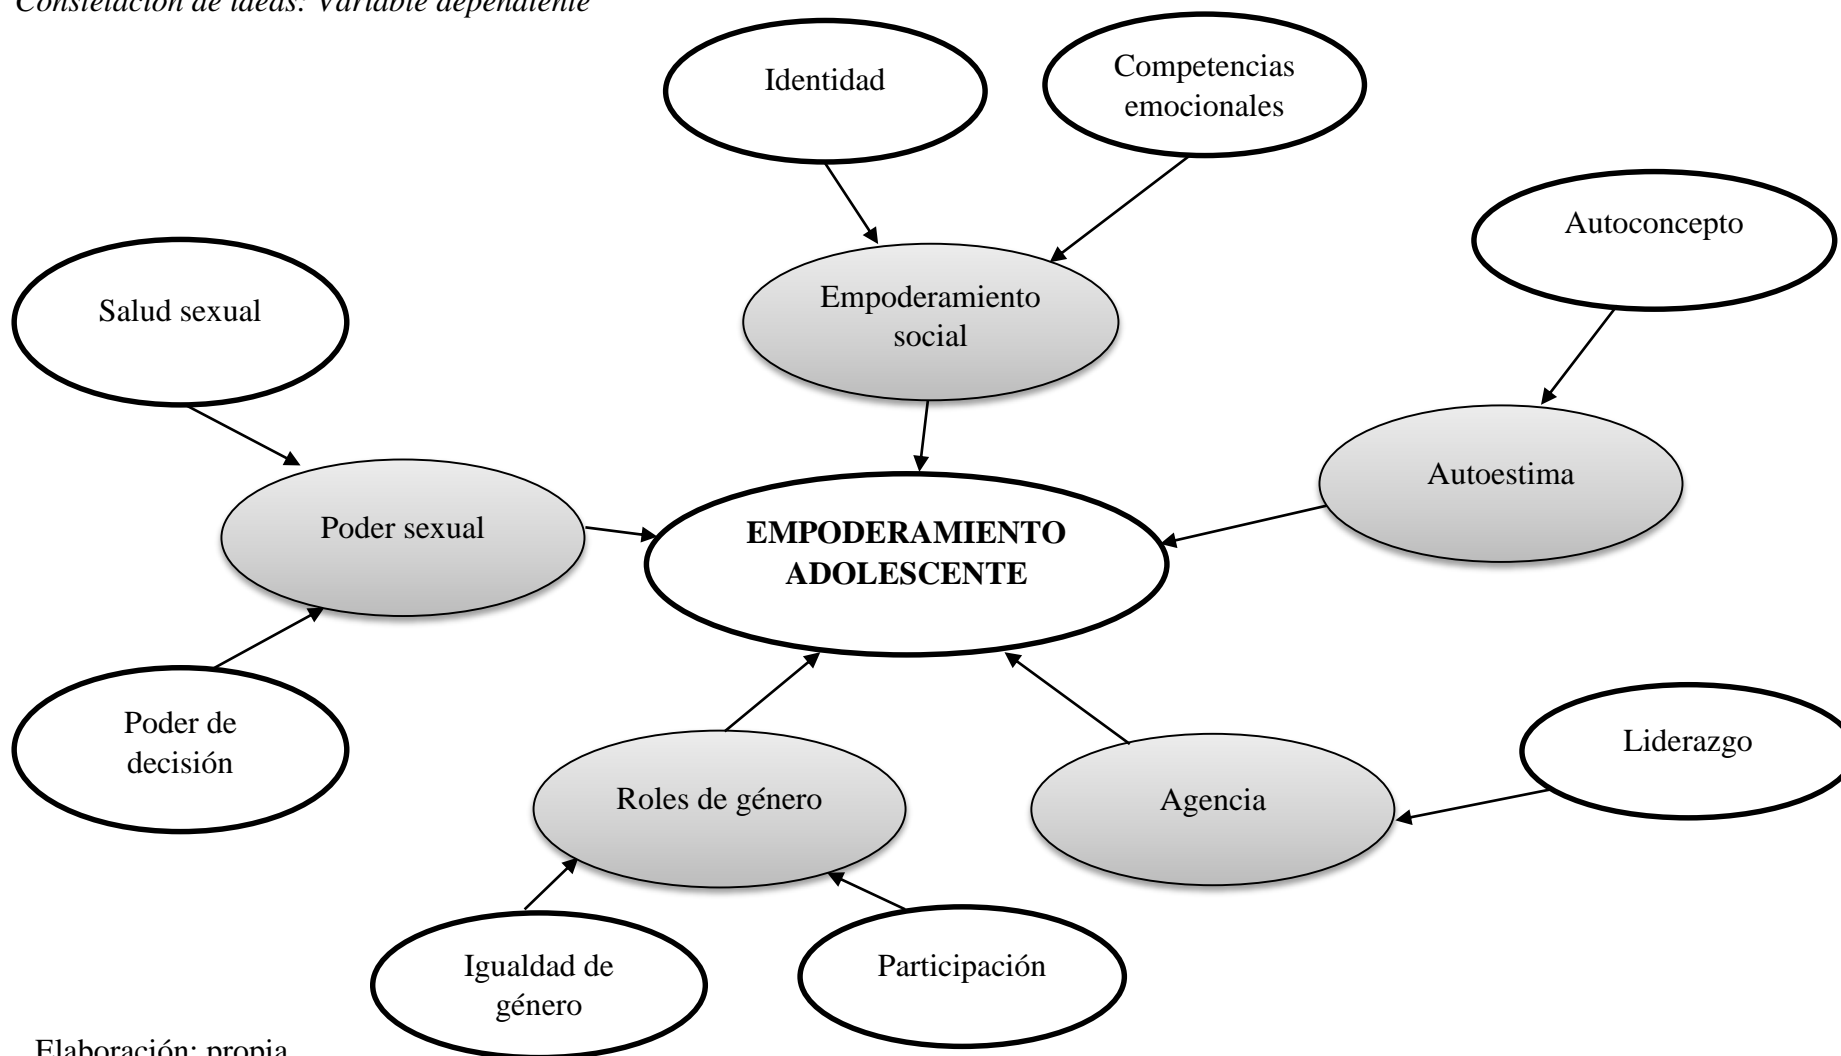 Constelación de ideas: Variable dependiente
Identidad
Competencias
emocionales
Autoconcepto
Salud sexual
Empoderamiento
social
Autoestima
Poder sexual
EMPODERAMIENTO
ADOLESCENTE
Poder de
decisión
Roles de género
Agencia
Liderazgo
Igualdad de
género
Participación
Elaboración: propia